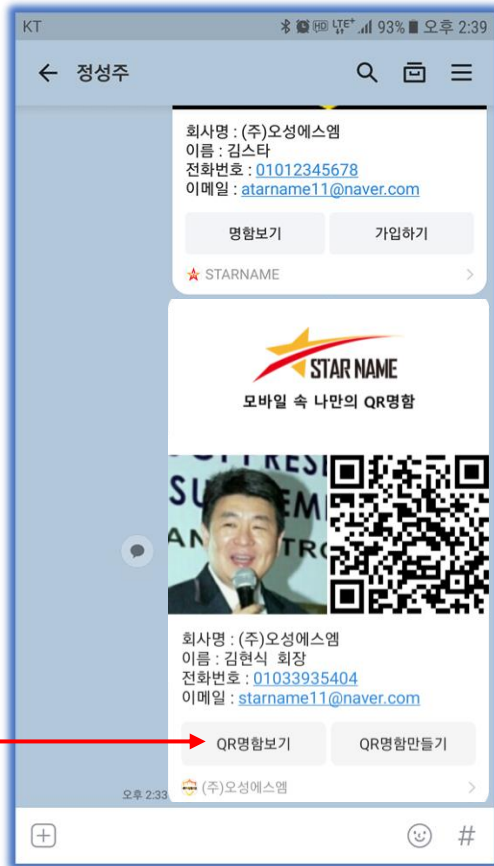 KT LTE+ 93% 오후 2:39
정성주
회사명 : (주)오성에스엠
이름 : 김스타
전화번호 : 01012345678
이메일 : atarname11@naver.com
명함보기 가입하기
STARNAME
STAR NAME
모바일 속 나만의 QR명함
회사명 : (주)오성에스엠
이름 : 김현식 회장
전화번호 : 01033935404
이메일 : starname11@naver.com
QR명함보기 QR명함만들기
오후 2:33 (주)오성에스엠
#